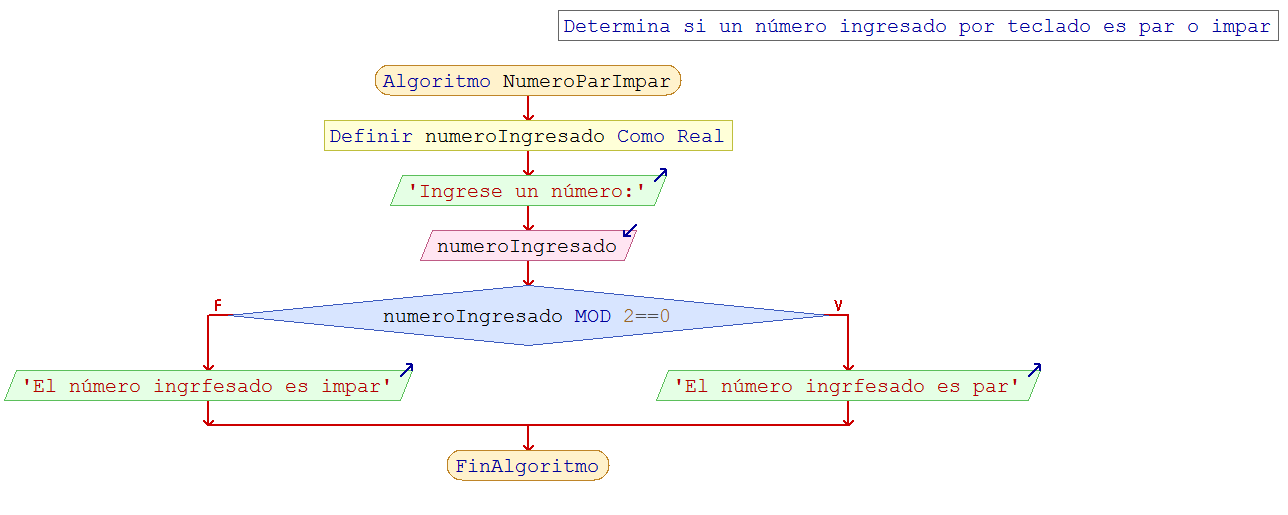 Determina si un número ingresado por teclado es par o impar
Algoritmo NumeroParImpar
Definir numeroIngresado Como Real
'Ingrese un número:'
numeroIngresado
F
V
numeroIngresado MOD 2==0
'El número ingrfesado es impar'
'El número ingrfesado es par'
FinAlgoritmo